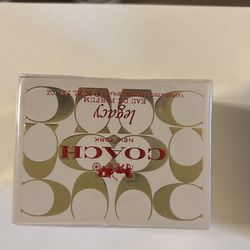 COACH
NEW YORK
legacy
EAU DE PARFUM